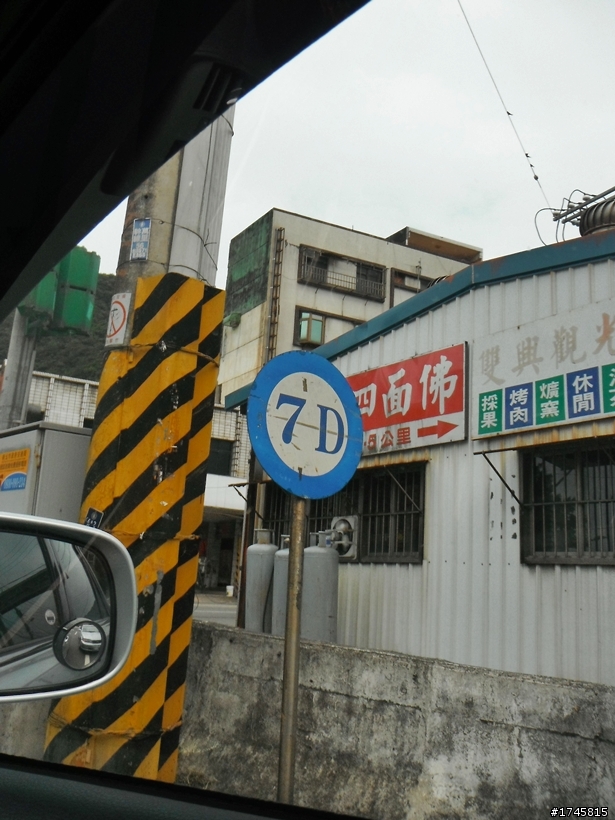 雙興觀光
四面佛
公里
採果 烤肉 爌窯 休閒
7D
#1745815